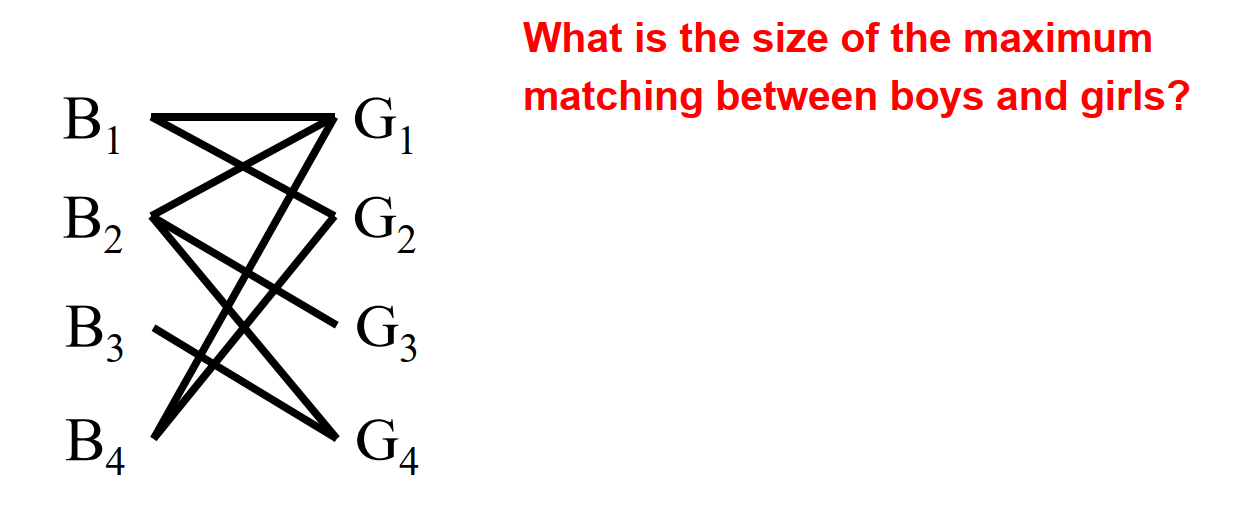 What is the size of the maximum
matching between boys and girls?
B1 G1
B2 G2
B3 G3
B4 G4